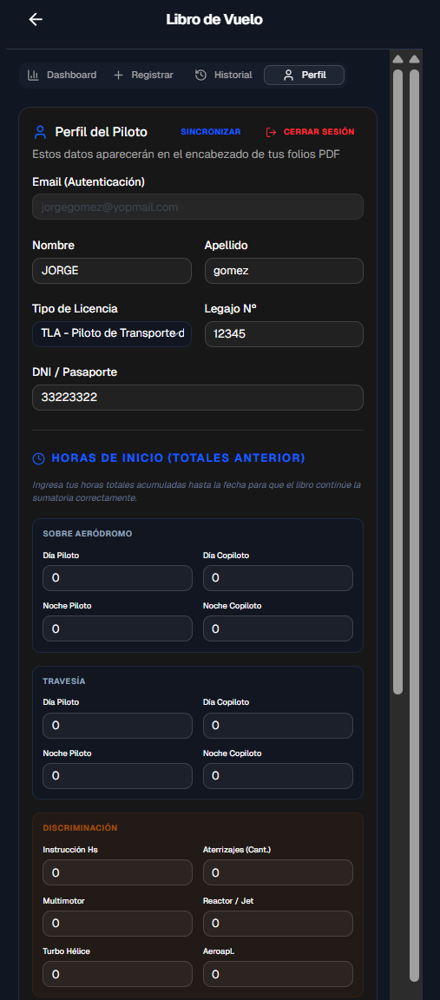 Libro de Vuelo
Dashboard
Registrar
Historial
Perfil
Perfil del Piloto
SINCRONIZAR
CERRAR SESIÓN
Estos datos aparecerán en el encabezado de tus folios PDF
Email (Autenticación)
jorgegomez@yopmail.com
Nombre
Apellido
JORGE
gomez
Tipo de Licencia
Legajo Nº
TLA - Piloto de Transporte d
12345
DNI / Pasaporte
33223322
HORAS DE INICIO (TOTALES ANTERIOR)
Ingresa tus horas totales acumuladas hasta la fecha para que el libro continúe la
sumatoria correctamente.
SOBRE AERÓDROMO
Día Piloto
Día Copiloto
0
0
Noche Piloto
Noche Copiloto
0
0
TRAVESÍA
Día Piloto
Día Copiloto
0
0
Noche Piloto
Noche Copiloto
0
0
DISCRIMINACIÓN
Instrucción Hs
Aterrizajes (Cant.)
0
0
Multimotor
Reactor / Jet
0
0
Turbo Hélice
Aeroapl.
0
0